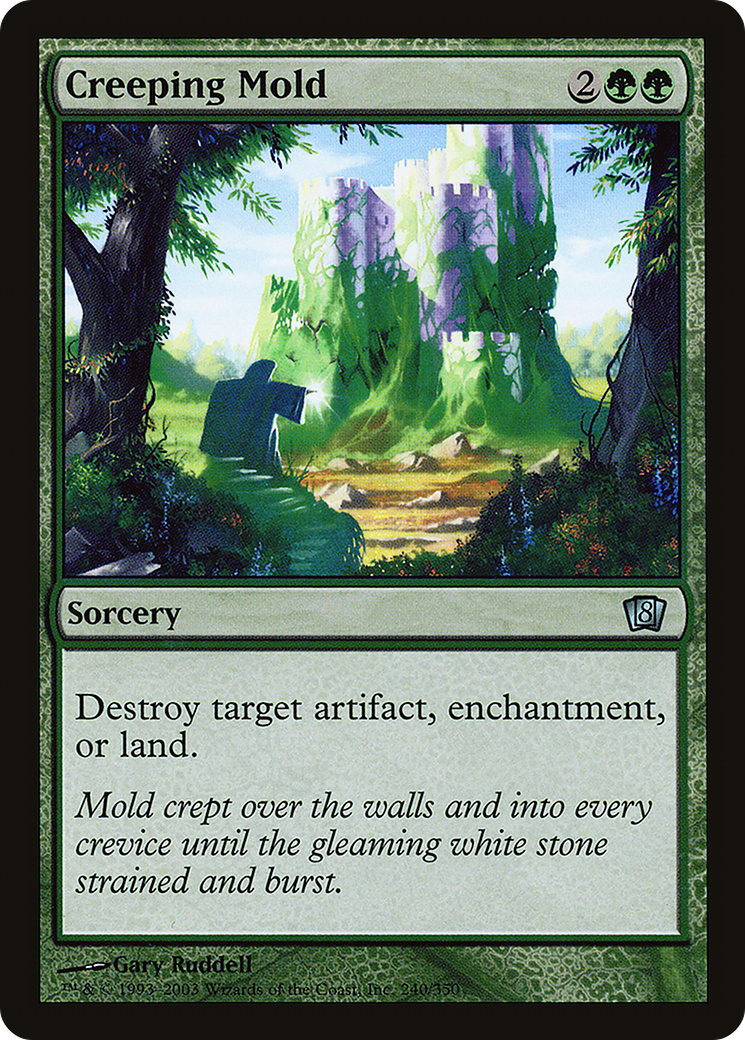 Creeping Mold 2
Sorcery 8
Destroy target artifact, enchantment,
or land.
Mold crept over the walls and into every
crevice until the gleaming white stone
strained and burst.
Gary Ruddell
™ & © 1993–2003 Wizards of the Coast, Inc. 240/350